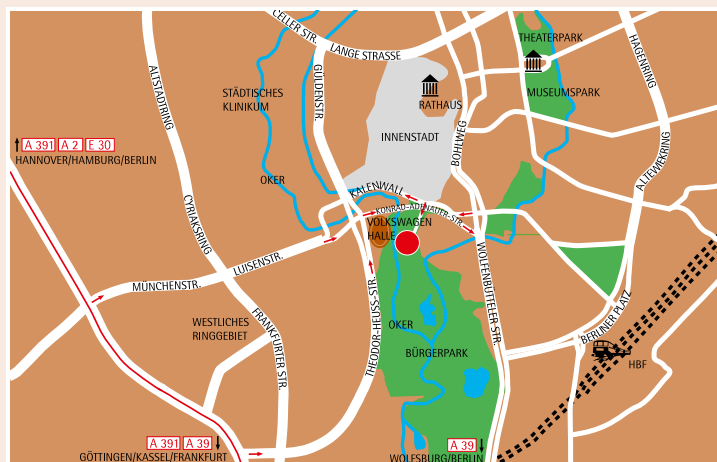 CELLER STR.
LANGE STRASSE
THEATERPARK
HAGENRING
ALTSTADTRING
GÜLDENSTR.
STÄDTISCHES
KLINIKUM
RATHAUS
MUSEUMSPARK
INNENSTADT
BOHLWEG
ALTEWIEKRING
A 391 A 2 E 30
HANNOVER/HAMBURG/BERLIN
OKER
KALENWALL
KONRAD-ADENAUER-STR.
CYRIAKSRING
VOLKSWAGEN
HALLE
LUISENSTR.
MÜNCHENSTR.
WOLFENBÜTTELER STR.
THEODOR-HEUSS-STR.
WESTLICHES
RINGGEBIET
FRANKFURTER STR.
OKER
BÜRGERPARK
BERLINER PLATZ
HBF
A 391 A 39
GÖTTINGEN/KASSEL/FRANKFURT
A 39
WOLFSBURG/BERLIN